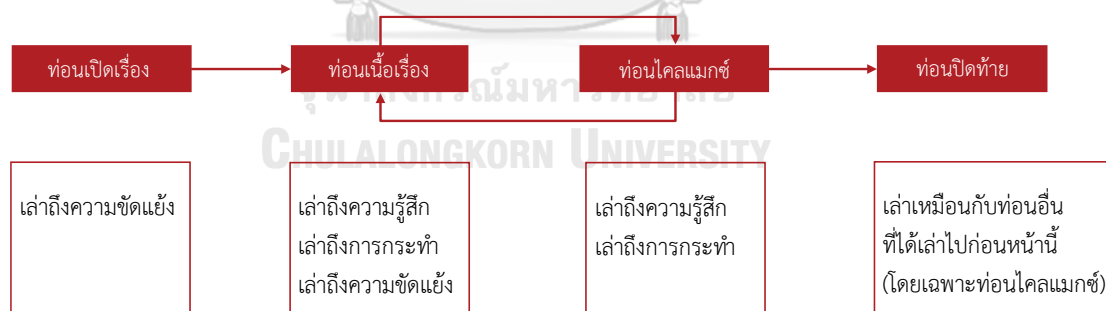 ท่อนเปิดเรื่อง
ท่อนเนื้อเรื่อง
ท่อนไคลแมกซ์
ท่อนปิดท้าย
จุฬาลงกรณ์มหาวิทยาลัย
CHULALONGKORN UNIVERSITY
เล่าถึงความขัดแย้ง
เล่าถึงความรู้สึก
เล่าถึงการกระทำ
เล่าถึงความขัดแย้ง
เล่าถึงความรู้สึก
เล่าถึงการกระทำ
เล่าเหมือนกับท่อนอื่น
ที่ได้เล่าไปก่อนหน้านี้
(โดยเฉพาะท่อนไคลแมกซ์)